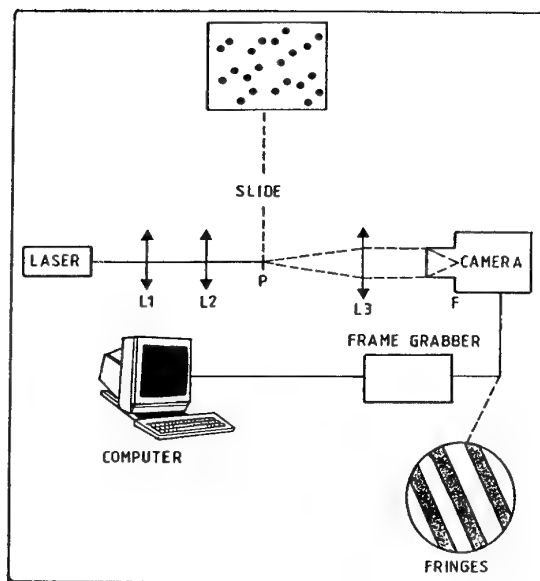 SLIDE
LASER
CAMERA
P
L1
L2
L3
F
FRAME GRABBER
COMPUTER
FRINGES